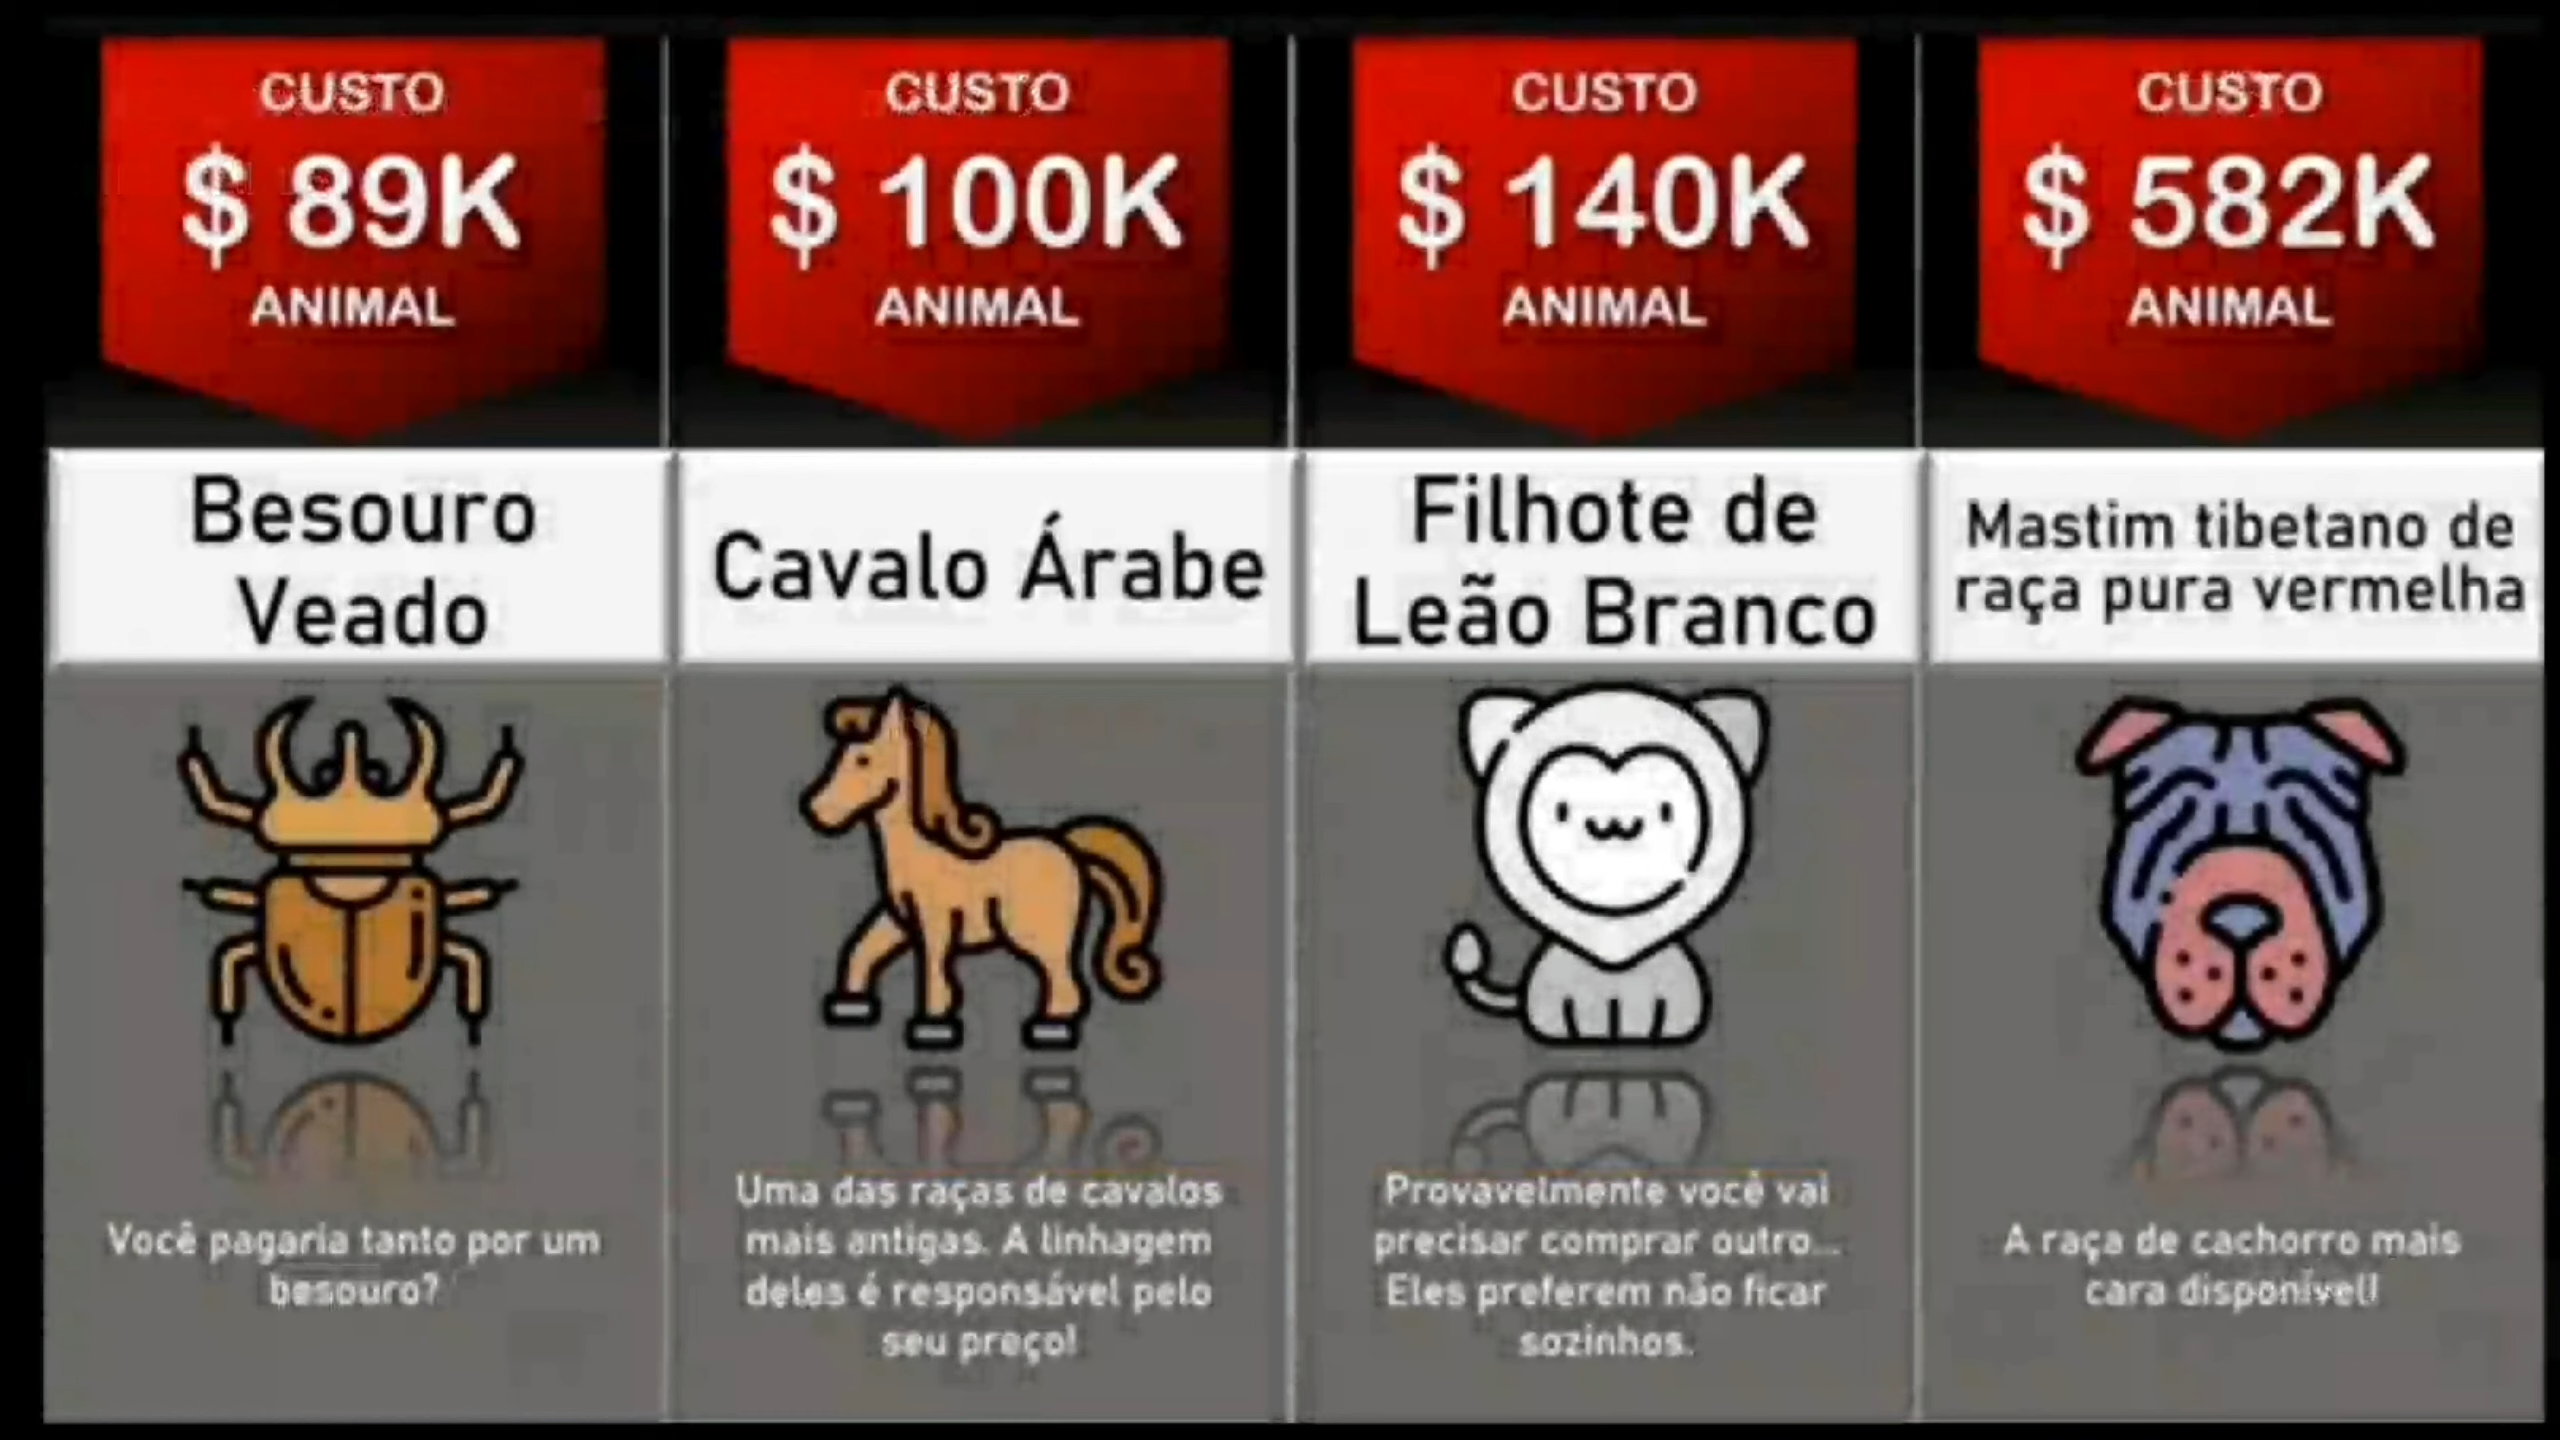 CUSTO
$ 89K
ANIMAL
Besouro
Veado
Você pagaria tanto por um
besouro?
CUSTO
$ 100K
ANIMAL
Cavalo Árabe
Uma das raças de cavalos
mais antigas. A linhagem
deles é responsável pelo
seu preço!
CUSTO
$ 140K
ANIMAL
Filhote de
Leão Branco
Provavelmente você vai
precisar comprar outro...
Eles preferem não ficar
sozinhos.
CUSTO
$ 582K
ANIMAL
Mastim tibetano de
raça pura vermelha
A raça de cachorro mais
cara disponível!